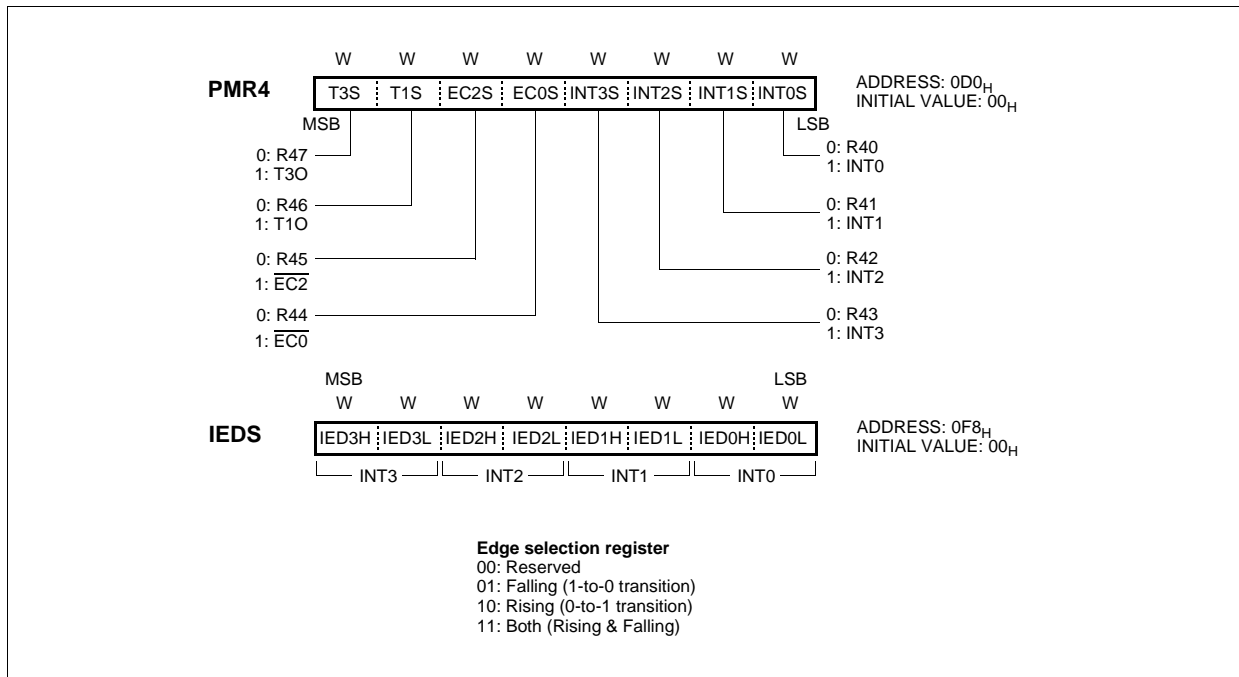 W W W W W W W W
PMR4 T3S T1S EC2S EC0S INT3S INT2S INT1S INT0S ADDRESS: 0D0H
INITIAL VALUE: 00H
MSB LSB
0: R47
1: T3O
0: R46
1: T1O
0: R45
1: EC2
0: R44
1: EC0
0: R40
1: INT0
0: R41
1: INT1
0: R42
1: INT2
0: R43
1: INT3
MSB LSB
W W W W W W W W
IEDS IED3H IED3L IED2H IED2L IED1H IED1L IED0H IED0L ADDRESS: 0F8H
INITIAL VALUE: 00H
INT3 INT2 INT1 INT0
Edge selection register
00: Reserved
01: Falling (1-to-0 transition)
10: Rising (0-to-1 transition)
11: Both (Rising & Falling)